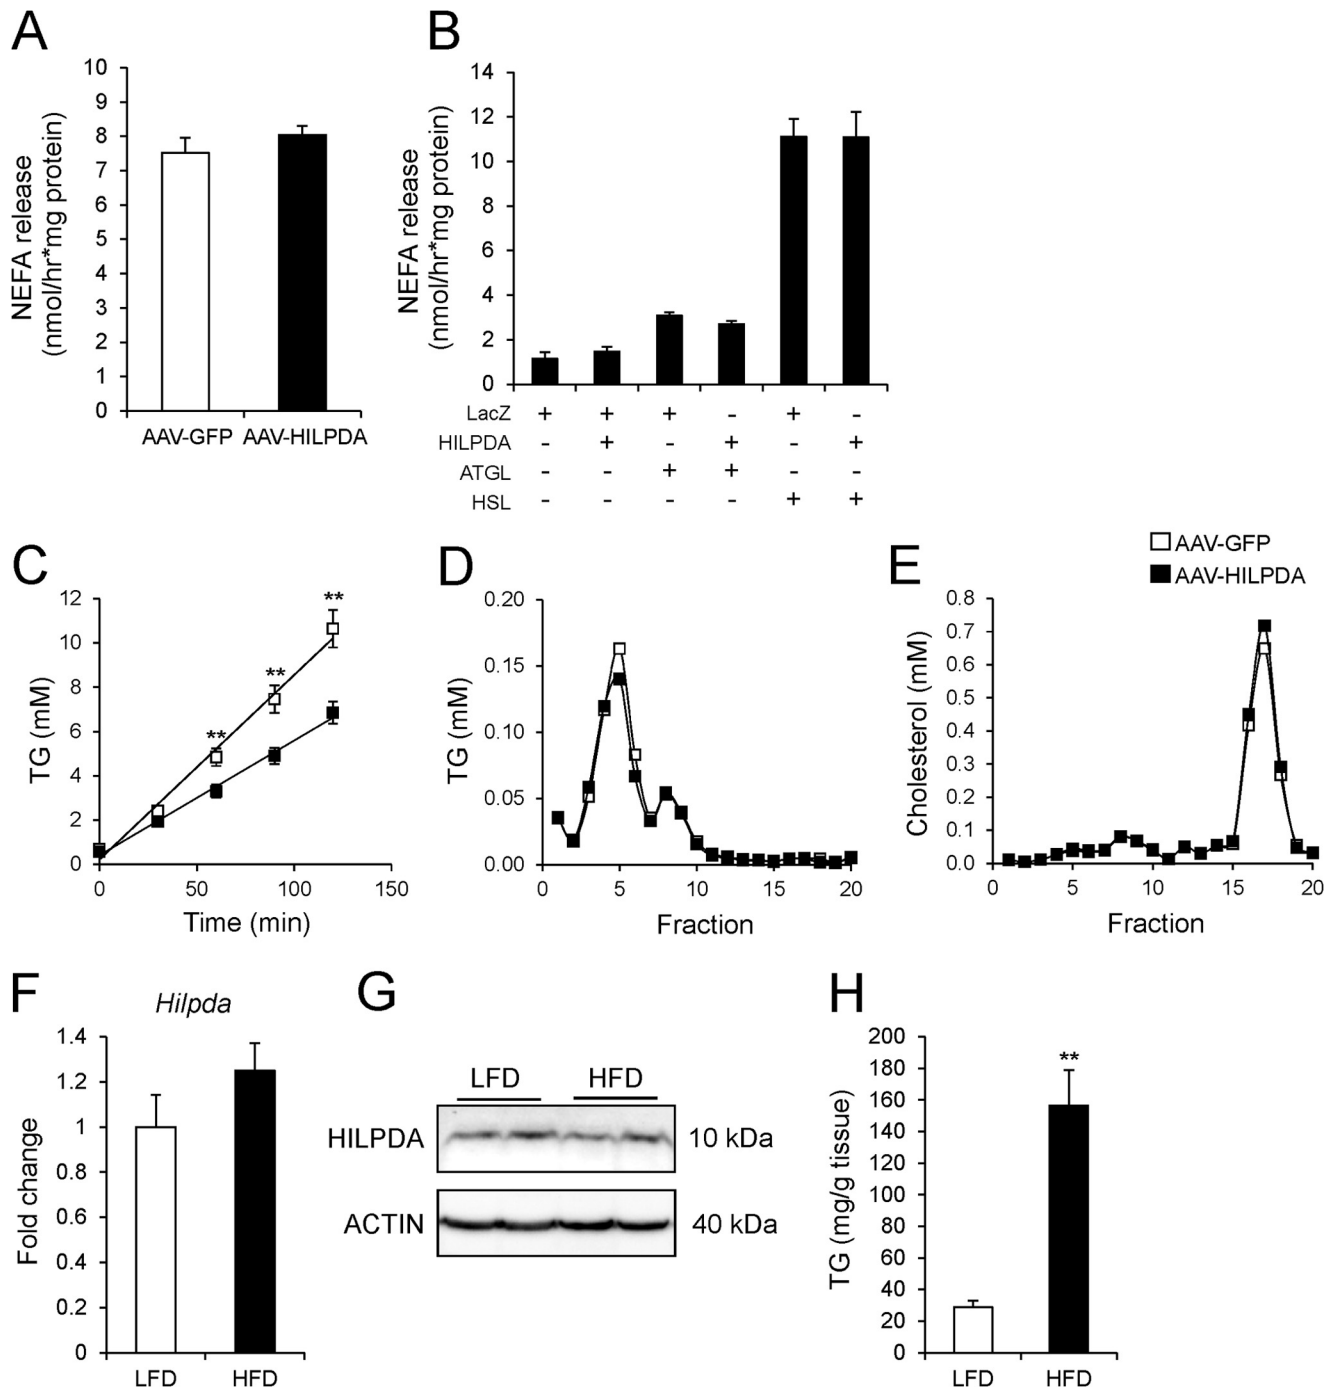 A
NEFA release
(nmol/hr*mg protein)
10
9
8
7
6
5
4
3
2
1
0
AAV-GFP AAV-HILPDA
B
NEFA release
(nmol/hr*mg protein)
14
12
10
8
6
4
2
0
LacZ + + + - + -
HILPDA - + - + - +
ATGL - - + + - -
HSL - - - - + +
C
TG (mM)
12
10
8
6
4
2
0
** ** **
0 50 100 150
Time (min)
D
TG (mM)
0.20
0.15
0.10
0.05
0.00
0 5 10 15 20
Fraction
E
AAV-GFP
AAV-HILPDA
Cholesterol (mM)
0.8
0.7
0.6
0.5
0.4
0.3
0.2
0.1
0.0
0 5 10 15 20
Fraction
F
Hilpda
Fold change
1.4
1.2
1
0.8
0.6
0.4
0.2
0
LFD HFD
G
LFD HFD
HILPDA 10 kDa
ACTIN 40 kDa
H
TG (mg/g tissue)
200
180
160
140
120
100
80
60
40
20
0
**
LFD HFD